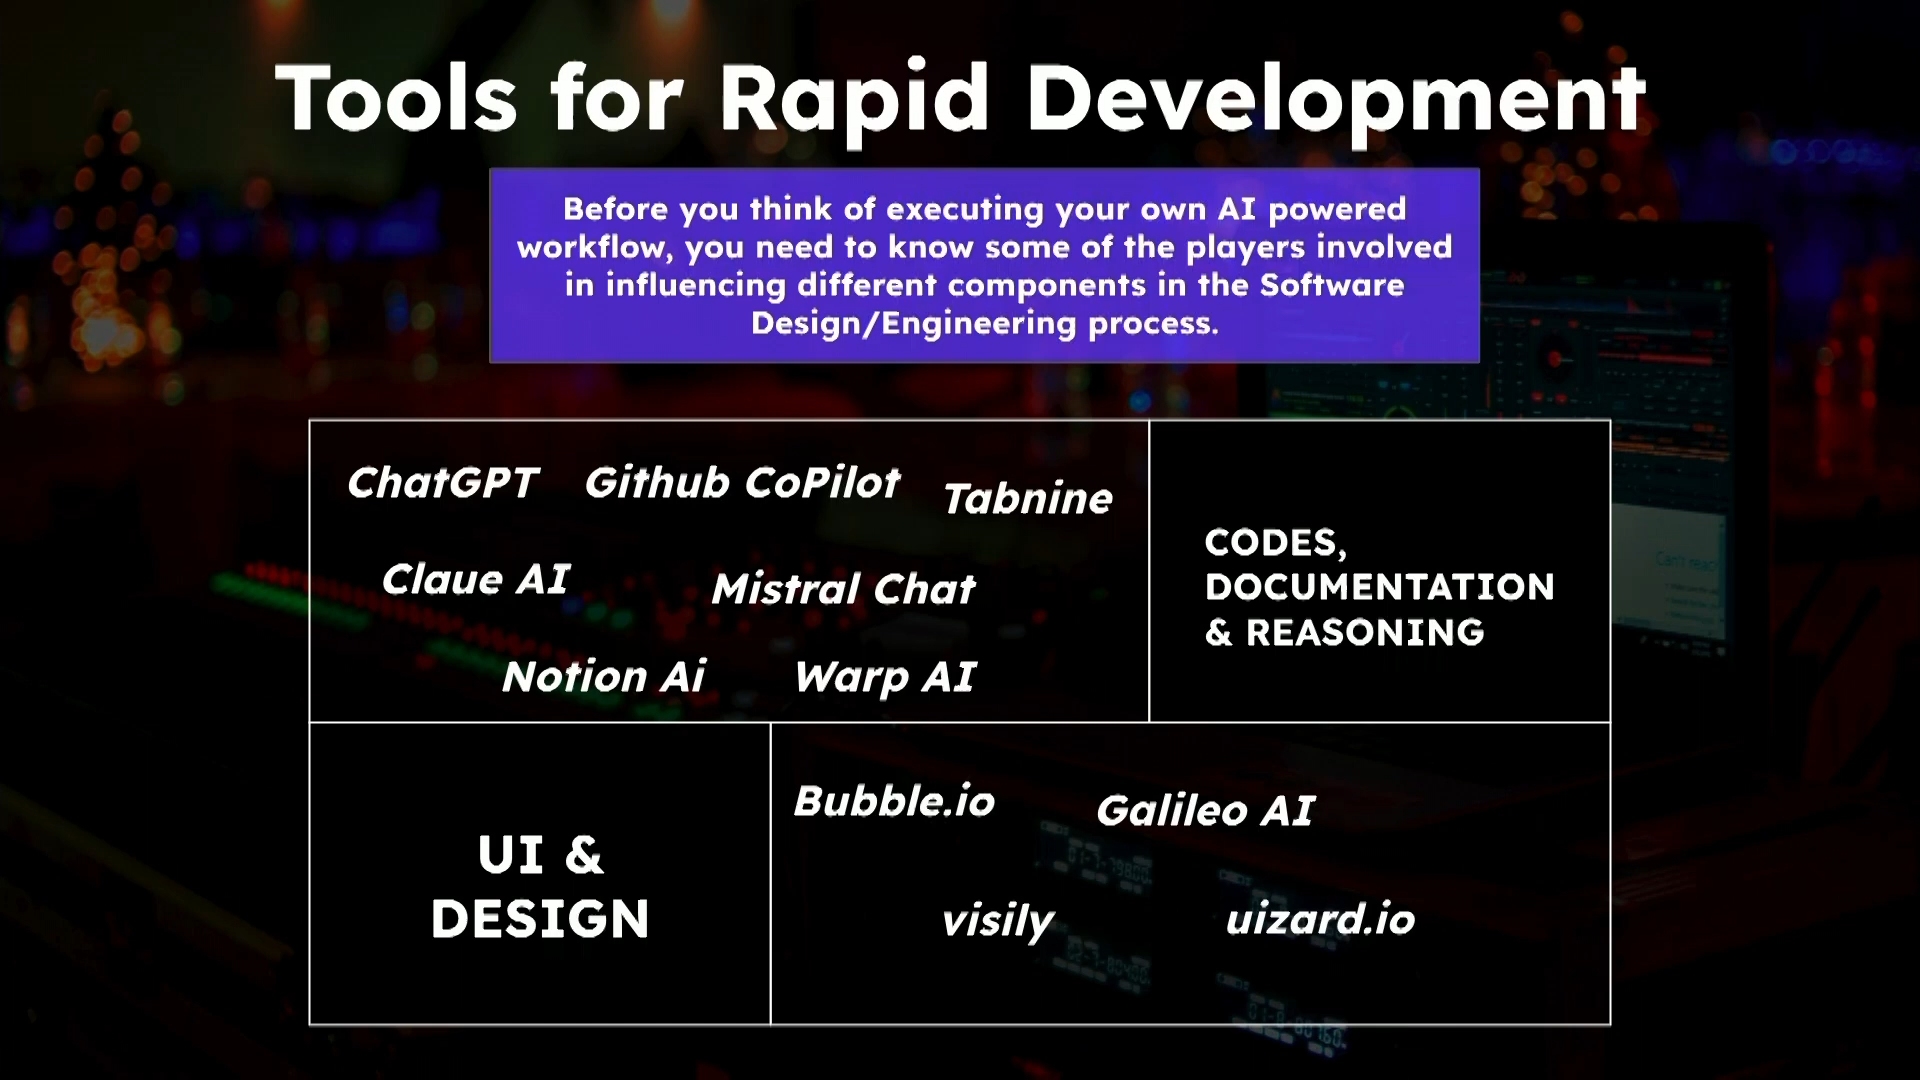 Tools for Rapid Development
Before you think of executing your own AI powered
workflow, you need to know some of the players involved
in influencing different components in the Software
Design/Engineering process.
ChatGPT Github CoPilot Tabnine
Claue AI Mistral Chat
Notion Ai Warp AI
CODES,
DOCUMENTATION
& REASONING
UI &
DESIGN
Bubble.io Galileo AI
visily uizard.io